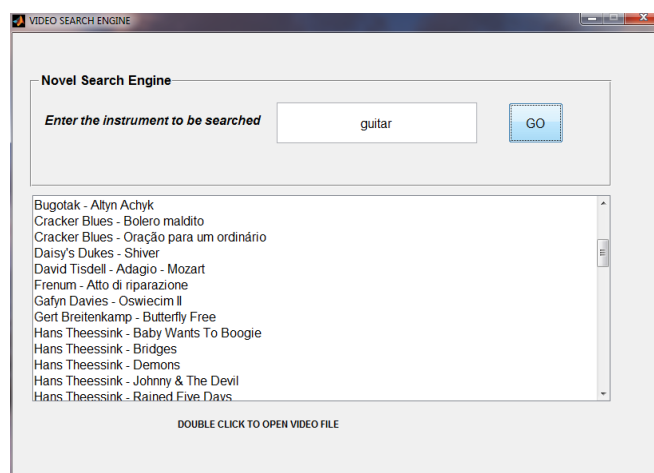 VIDEO SEARCH ENGINE
Novel Search Engine
Enter the instrument to be searched
guitar
GO
Bugotak - Altyn Achyk
Cracker Blues - Bolero maldito
Cracker Blues - Oração para um ordinário
Daisy's Dukes - Shiver
David Tisdell - Adagio - Mozart
Frenum - Atto di riparazione
Gafyn Davies - Oswiecim II
Gert Breitenkamp - Butterfly Free
Hans Theessink - Baby Wants To Boogie
Hans Theessink - Bridges
Hans Theessink - Demons
Hans Theessink - Johnny & The Devil
Hans Theessink - Rained Five Days
DOUBLE CLICK TO OPEN VIDEO FILE